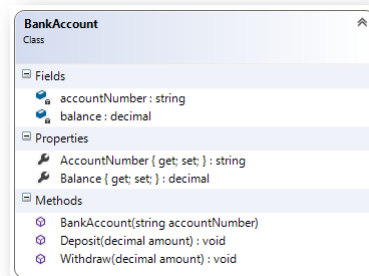 BankAccount
Class
Fields
accountNumber : string
balance : decimal
Properties
AccountNumber { get; set; } : string
Balance { get; set; } : decimal
Methods
BankAccount(string accountNumber)
Deposit(decimal amount) : void
Withdraw(decimal amount) : void